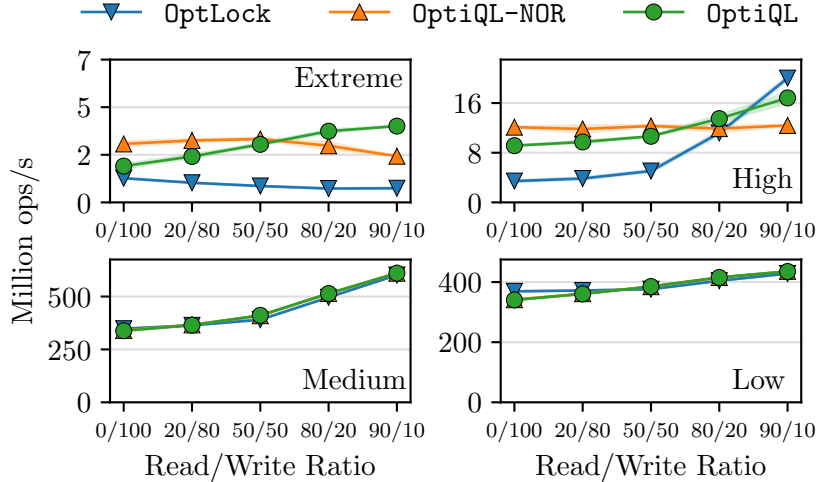 OptLock OptiQL-NOR OptiQL
Million ops/s
7
5
2
0
Extreme
0/100 20/80 50/50 80/20 90/10
16
8
0
High
0/100 20/80 50/50 80/20 90/10
500
250
0
Medium
0/100 20/80 50/50 80/20 90/10
Read/Write Ratio
400
200
0
Low
0/100 20/80 50/50 80/20 90/10
Read/Write Ratio